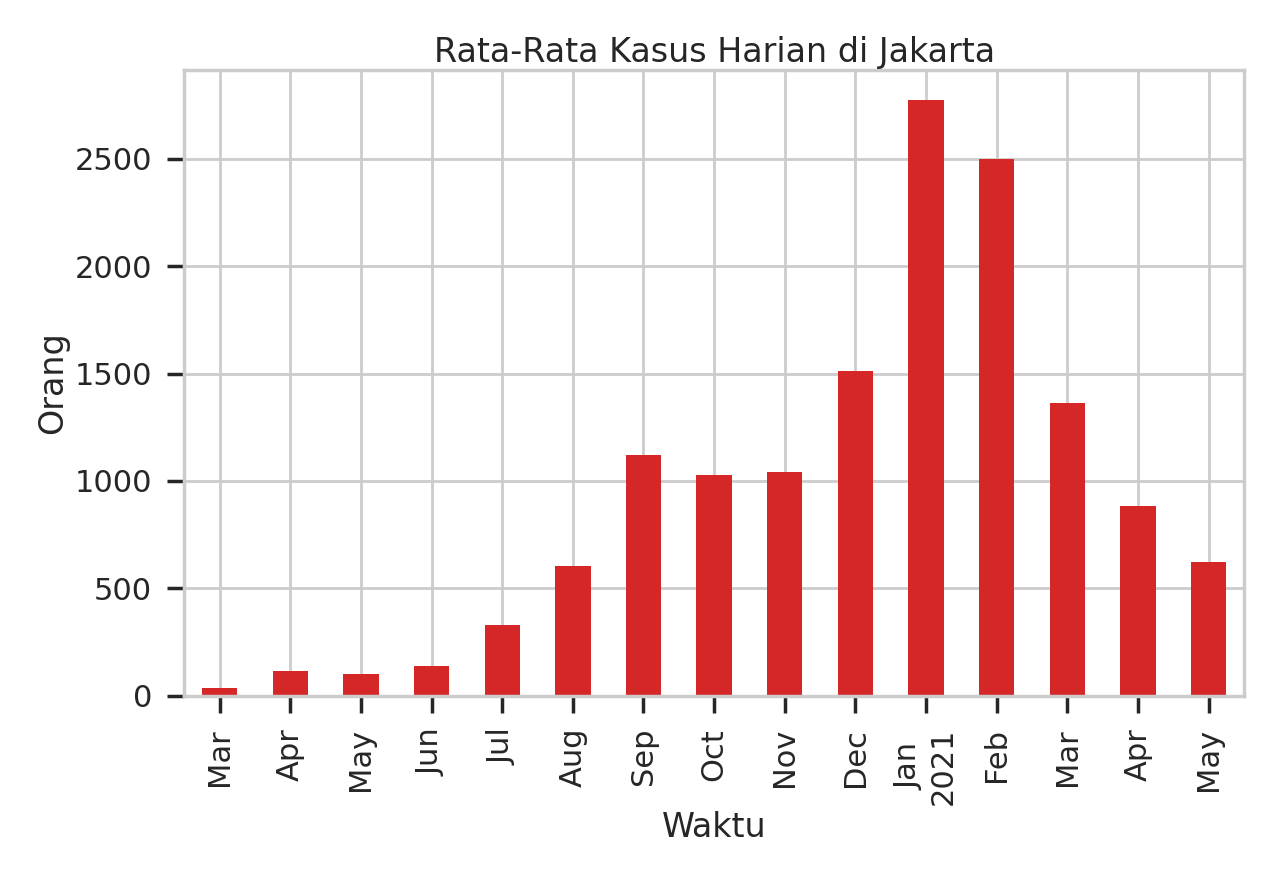 Rata-Rata Kasus Harian di Jakarta
2500
2000
1500
1000
500
0
Orang
Mar
Apr
May
Jun
Jul
Aug
Sep
Oct
Nov
Dec
Jan
2021
Feb
Mar
Apr
May
Waktu